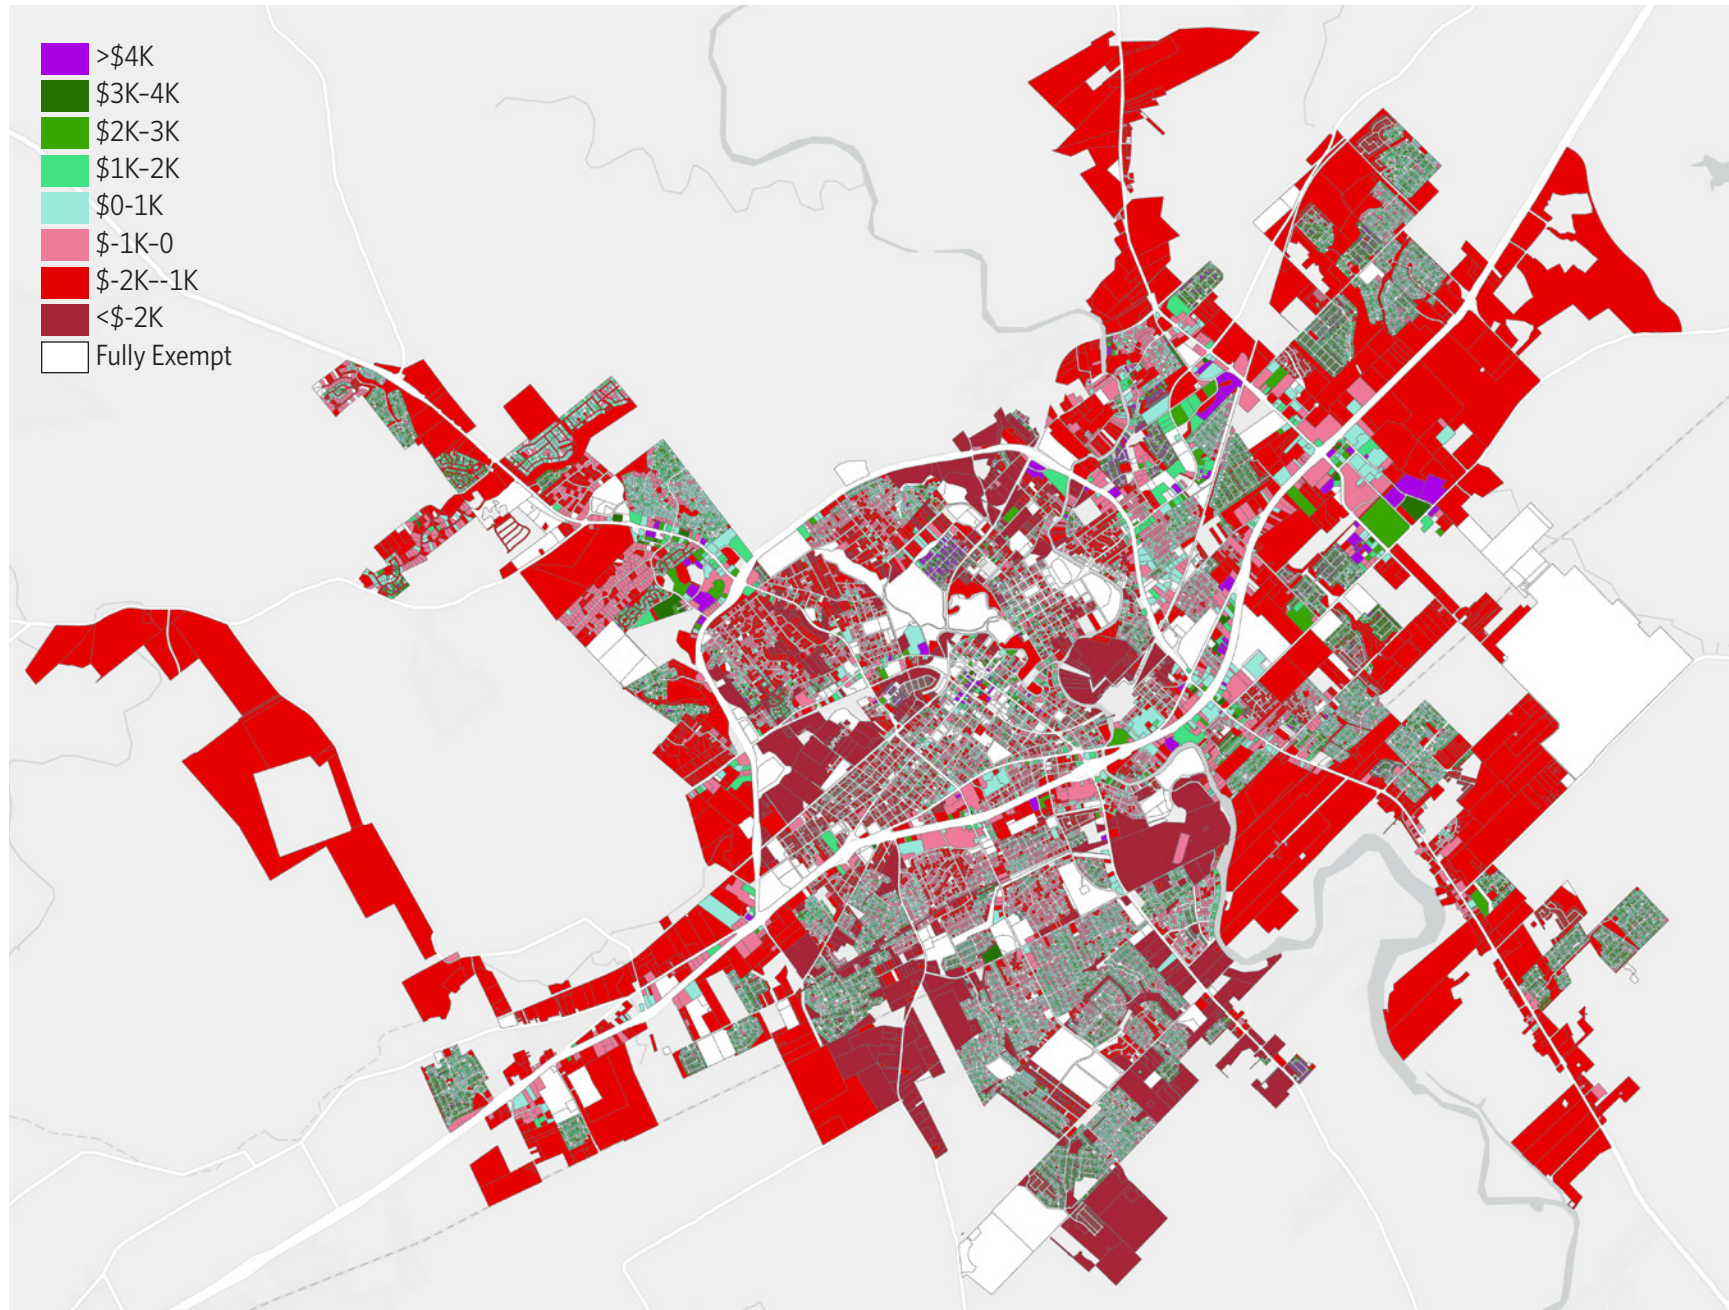 >$4K
$3K–4K
$2K–3K
$1K–2K
$0-1K
$-1K–0
$-2K--1K
<$-2K
Fully Exempt